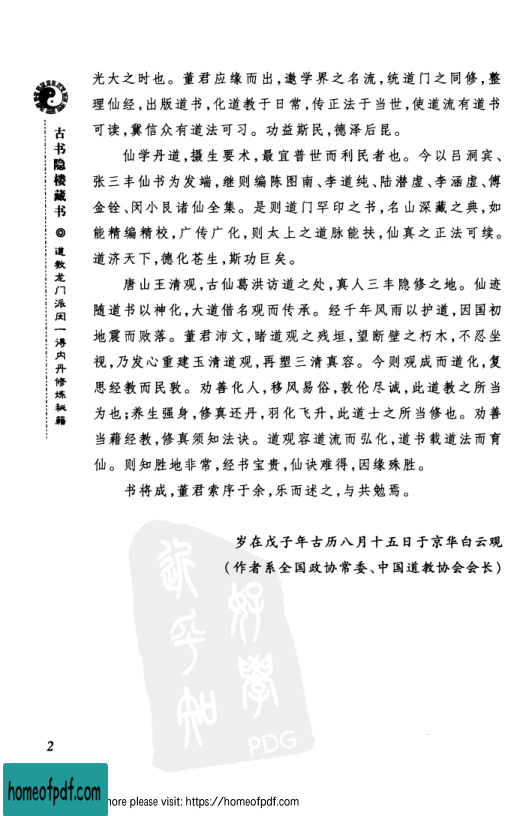 光大之时也。董君应缘而出,邀学界之名流,统道门之同修,整
理仙经,出版道书,化道教于日常,传正法于当世,使道流有道书
可读,冀信众有道法可习。功益斯民,德泽后昆。
仙学丹道,摄生要术,最宜普世而利民者也。今以吕洞宾、
张三丰仙书为发端,继则编陈图南、李道纯、陆潜虚、李涵虚、傅
金铨、闵小艮诸仙全集。是则道门罕印之书,名山深藏之典,如
能精编精校,广传广化,则太上之道脉能扶,仙真之正法可续。
道济天下,德化苍生,斯功巨矣。
唐山玉清观,古仙葛洪访道之处,真人三丰隐修之地。仙迹
随道书以神化,大道借名观而传承。经千年风雨以护道,因国初
地震而败落。董君沛文,睹道观之残垣,望断壁之朽木,不忍坐
视,乃发心重建玉清道观,再塑三清真容。今则观成而道化,复
思经教而民敦。劝善化人,移风易俗,敦伦尽诚,此道教之所当
为也;养生强身,修真还丹,羽化飞升,此道士之所当修也。劝善
当藉经教,修真须知法诀。道观容道流而弘化,道书载道法而育
仙。则知胜地非常,经书宝贵,仙诀难得,因缘殊胜。
书将成,董君索序于余,乐而述之,与共勉焉。
岁在戊子年古历八月十五日于京华白云观
(作者系全国政协常委、中国道教协会会长)
古书隐楼藏书 ◎ 道教龙门派闵一得内丹修炼秘籍
好学
近乎知
PDG
2
homeofpdf.com
more please visit: https://homeofpdf.com